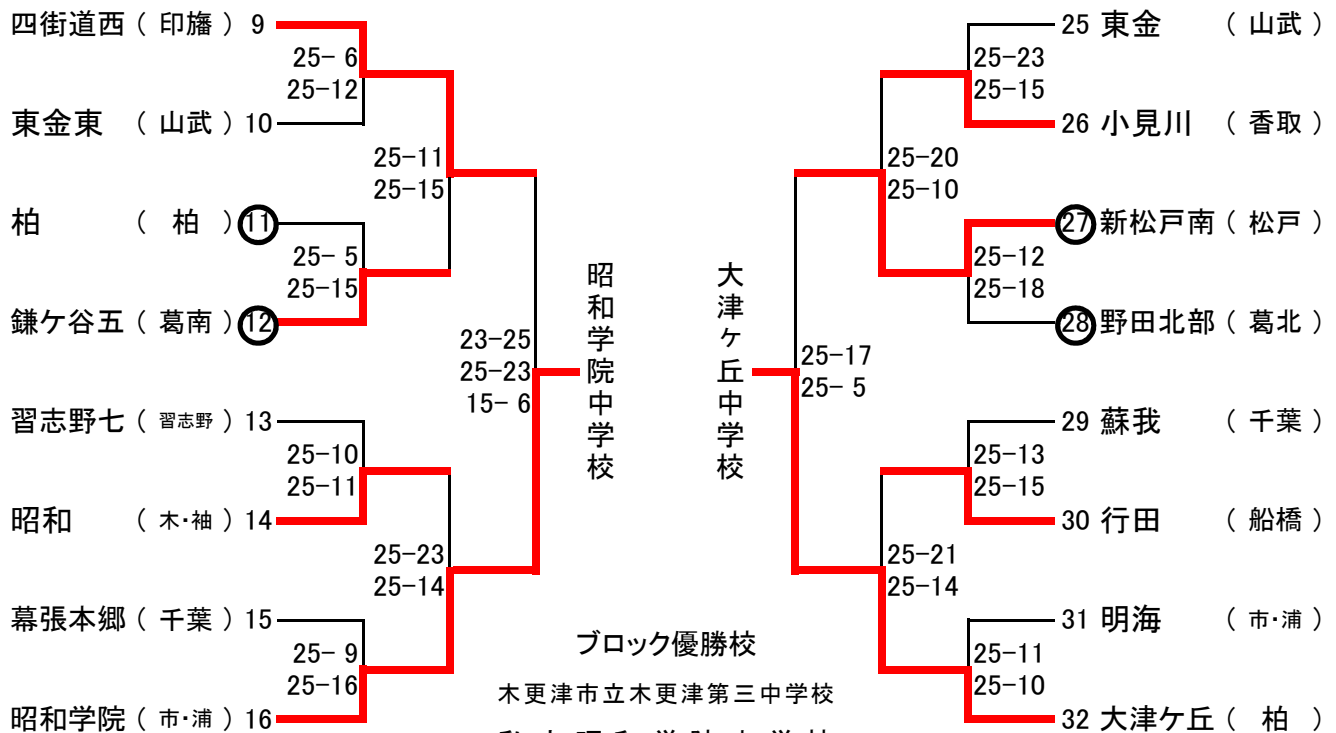 四街道西 ( 印旛 ) 9
25- 6
25-12
東金東 ( 山武 ) 10
25-11
25-15
柏 ( 柏 ) 11
25- 5
25-15
鎌ケ谷五 ( 葛南 ) 12
23-25
25-23
15- 6
習志野七 ( 習志野 ) 13
25-10
25-11
昭和 ( 木・袖 ) 14
25-23
25-14
幕張本郷 ( 千葉 ) 15
25- 9
25-16
昭和学院 ( 市・浦 ) 16
昭和学院中学校
大津ヶ丘中学校
25 東金 ( 山武 )
25-23
25-15
26 小見川 ( 香取 )
25-20
25-10
27 新松戸南 ( 松戸 )
25-12
25-18
28 野田北部 ( 葛北 )
25-17
25- 5
29 蘇我 ( 千葉 )
25-13
25-15
30 行田 ( 船橋 )
25-21
25-14
31 明海 ( 市・浦 )
25-11
25-10
32 大津ケ丘 ( 柏 )
ブロック優勝校
木更津市立木更津第三中学校